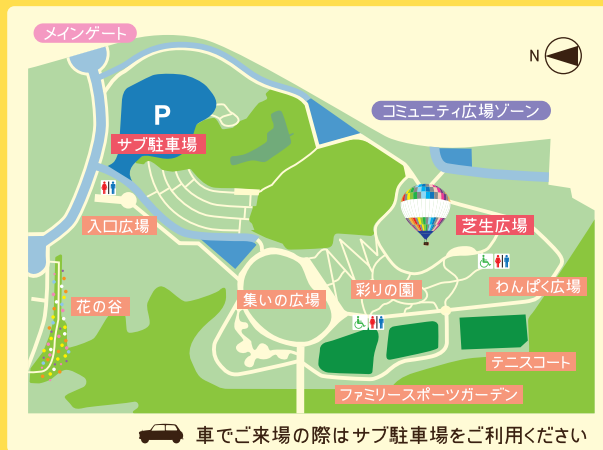 メインゲート
N
コミュニティ広場ゾーン
P
サブ駐車場
入口広場
芝生広場
花の谷
集いの広場
彩りの園
わんぱく広場
テニスコート
ファミリースポーツガーデン
車でご来場の際はサブ駐車場をご利用ください